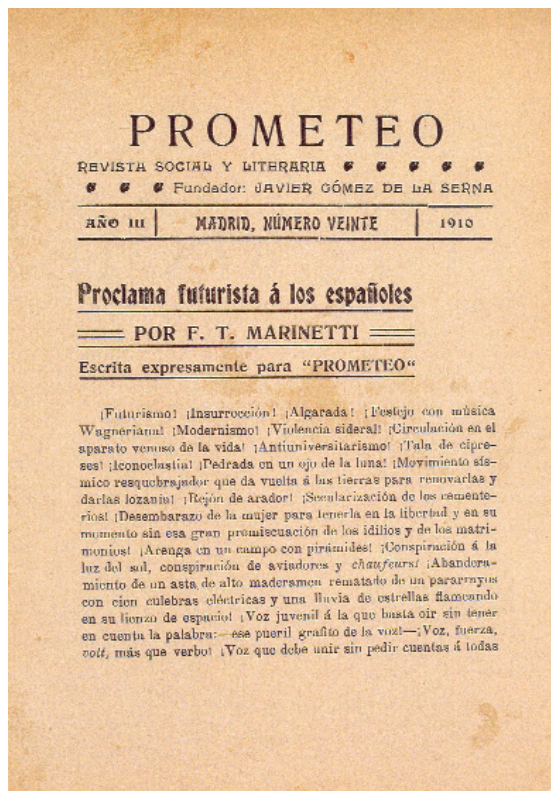 PROMETEO
REVISTA SOCIAL Y LITERARIA
Fundador: JAVIER GÓMEZ DE LA SERNA
AÑO III MADRID, NÚMERO VEINTE 1910
Proclama futurista á los españoles
POR F. T. MARINETTI
Escrita expresamente para “PROMETEO“
¡Futurismo! ¡Insurrección! ¡Algarada! ¡Festejo con música
Wagneriana! ¡Modernismo! ¡Violencia sideral! ¡Circulación en el
aparato venoso de la vida! ¡Antiuniversitarismo! ¡Tala de cipre-
ses! ¡Iconoclastia! ¡Pedrada en un ojo de la luna! ¡Movimiento sís-
mico resquebrajador que da vuelta á las tierras para renovarlas y
darlas lozanía! ¡Rejón de arador! ¡Secularización de los cemente-
rios! ¡Desembarazo de la mujer para tenerla en la libertad y en su
momento sin esa gran promiscuación de los idilios y de los matri-
monios! ¡Arenga en un campo con pirámides! ¡Conspiración á la
luz del sol, conspiración de aviadores y chaufeurs! ¡Abandera-
miento de un asta de alto maderamen rematado de un pararrayos
con cien culebras eléctricas y una lluvia de estrellas flameando
en su lienzo de espacio! ¡Voz juvenil á la que basta oir sin tener
en cuenta la palabra:—ese pueril grafito de la voz!—¡Voz, fuerza,
volt, más que verbo! ¡Voz que debe unir sin pedir cuentas á todas